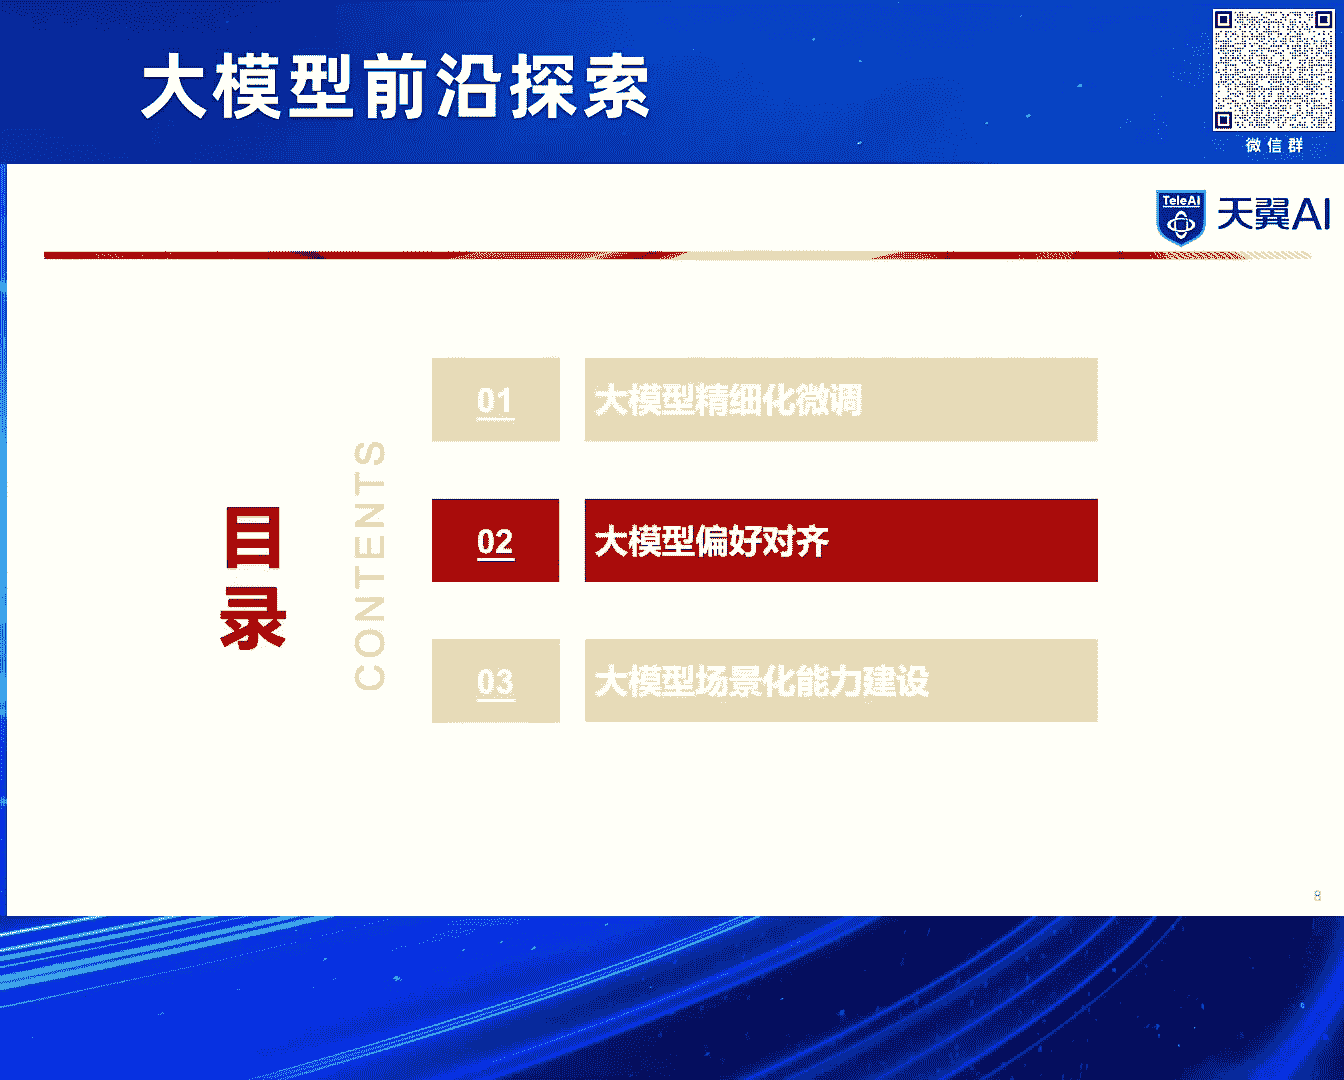 大模型前沿探索
微信群
TeleAI
天翼AI
目录
CONTENTS
01
大模型精细化微调
02
大模型偏好对齐
03
大模型场景化能力建设
8